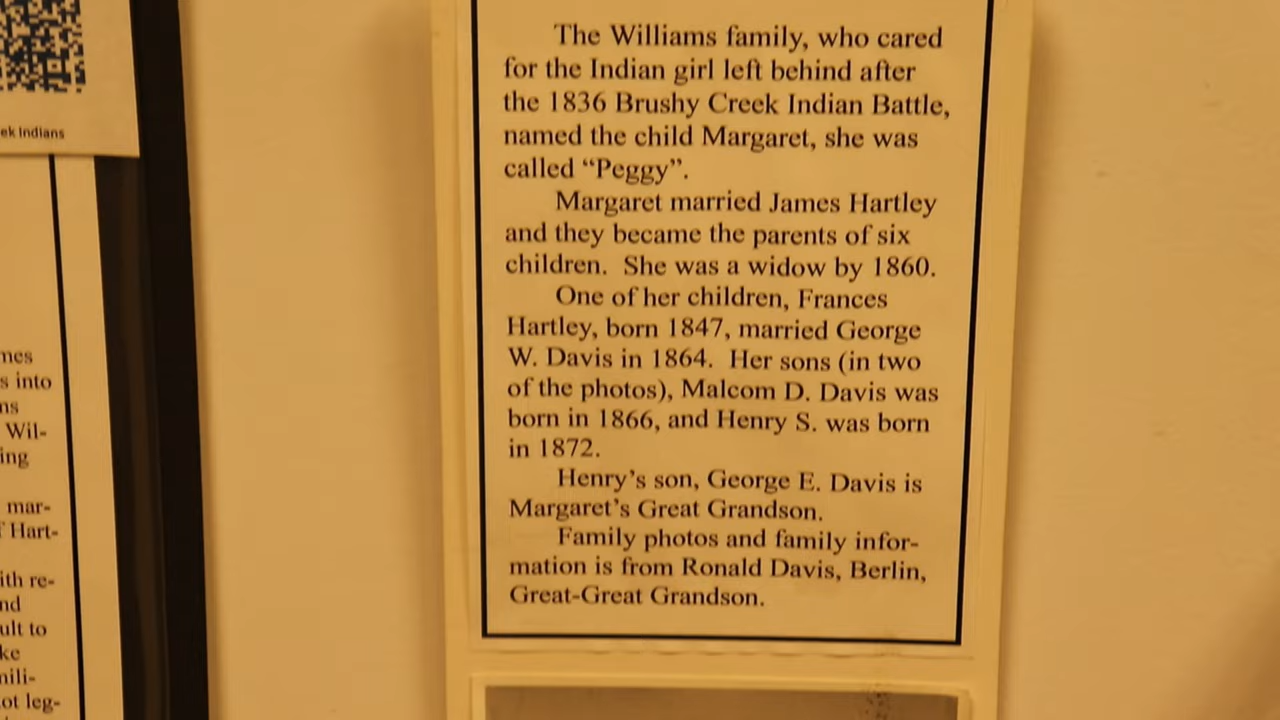 ek Indians
mes
s into
ns
Wil-
ing
mar-
f Hart-
ith re-
nd
ult to
ke
mili-
ot leg-
The Williams family, who cared
for the Indian girl left behind after
the 1836 Brushy Creek Indian Battle,
named the child Margaret, she was
called “Peggy”.
Margaret married James Hartley
and they became the parents of six
children. She was a widow by 1860.
One of her children, Frances
Hartley, born 1847, married George
W. Davis in 1864. Her sons (in two
of the photos), Malcom D. Davis was
born in 1866, and Henry S. was born
in 1872.
Henry’s son, George E. Davis is
Margaret’s Great Grandson.
Family photos and family infor-
mation is from Ronald Davis, Berlin,
Great-Great Grandson.